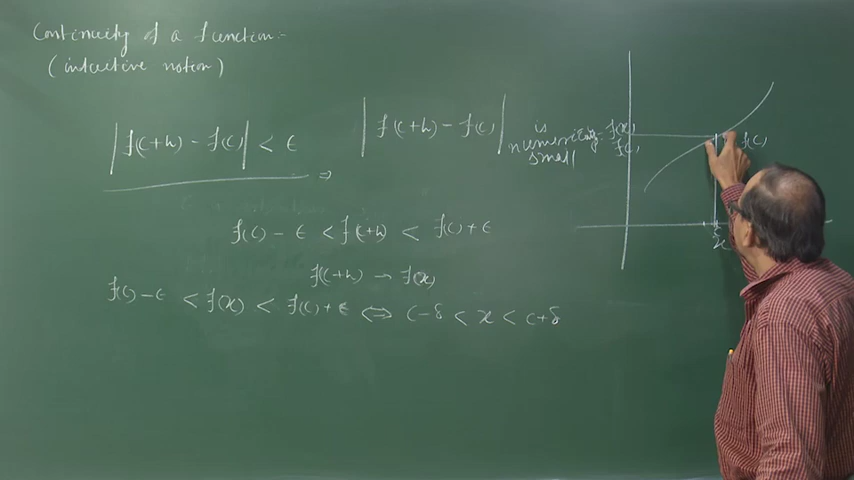 Continuity of a function:-
(intuitive notion)
|f(c+h) - f(c)| < ε ⇒
|f(c+h) - f(c)| is numerically small
f(c) - ε < f(c+h) < f(c) + ε
f(c+h) → f(x)
f(c) - ε < f(x) < f(c) + ε ⇔ c-δ < x < c+δ
f(x)
f(c)
f(c)
x